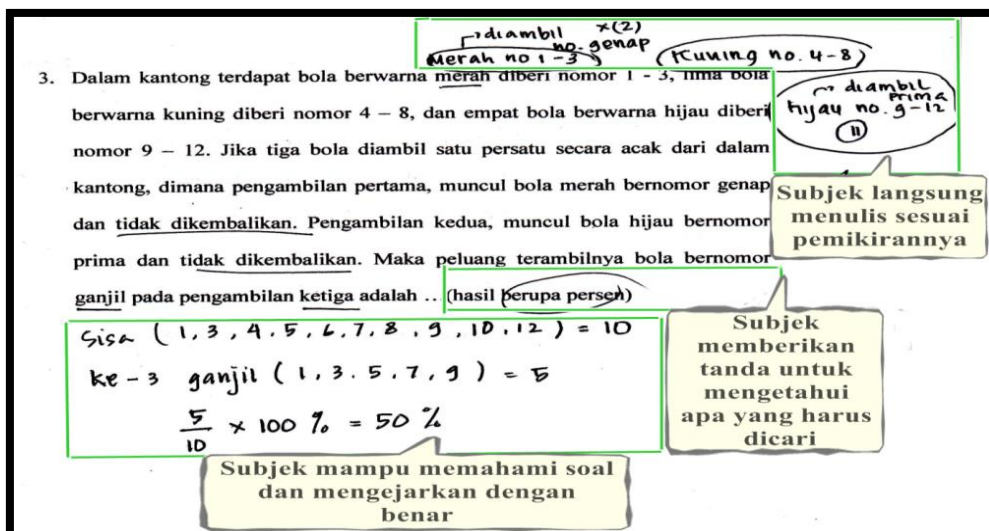 →diambil ×(2)
no. genap
Merah no 1-3
(Kuning no. 4-8)
3. Dalam kantong terdapat bola berwarna merah diberi nomor 1 - 3, lima bola
berwarna kuning diberi nomor 4 – 8, dan empat bola berwarna hijau diberi
nomor 9 – 12. Jika tiga bola diambil satu persatu secara acak dari dalam
kantong, dimana pengambilan pertama, muncul bola merah bernomor genap
dan tidak dikembalikan. Pengambilan kedua, muncul bola hijau bernomor
prima dan tidak dikembalikan. Maka peluang terambilnya bola bernomor
ganjil pada pengambilan ketiga adalah ... (hasil berupa persen)
→ diambil
prima
hijau no. 9-12
11
Subjek langsung
menulis sesuai
pemikirannya
Sisa (1, 3, 4, 5, 6, 7, 8, 9, 10, 12) = 10
ke-3 ganjil (1, 3, 5, 7, 9) = 5
5/10 × 100 % = 50 %
Subjek
memberikan
tanda untuk
mengetahui
apa yang harus
dicari
Subjek mampu memahami soal
dan mengejarkan dengan
benar